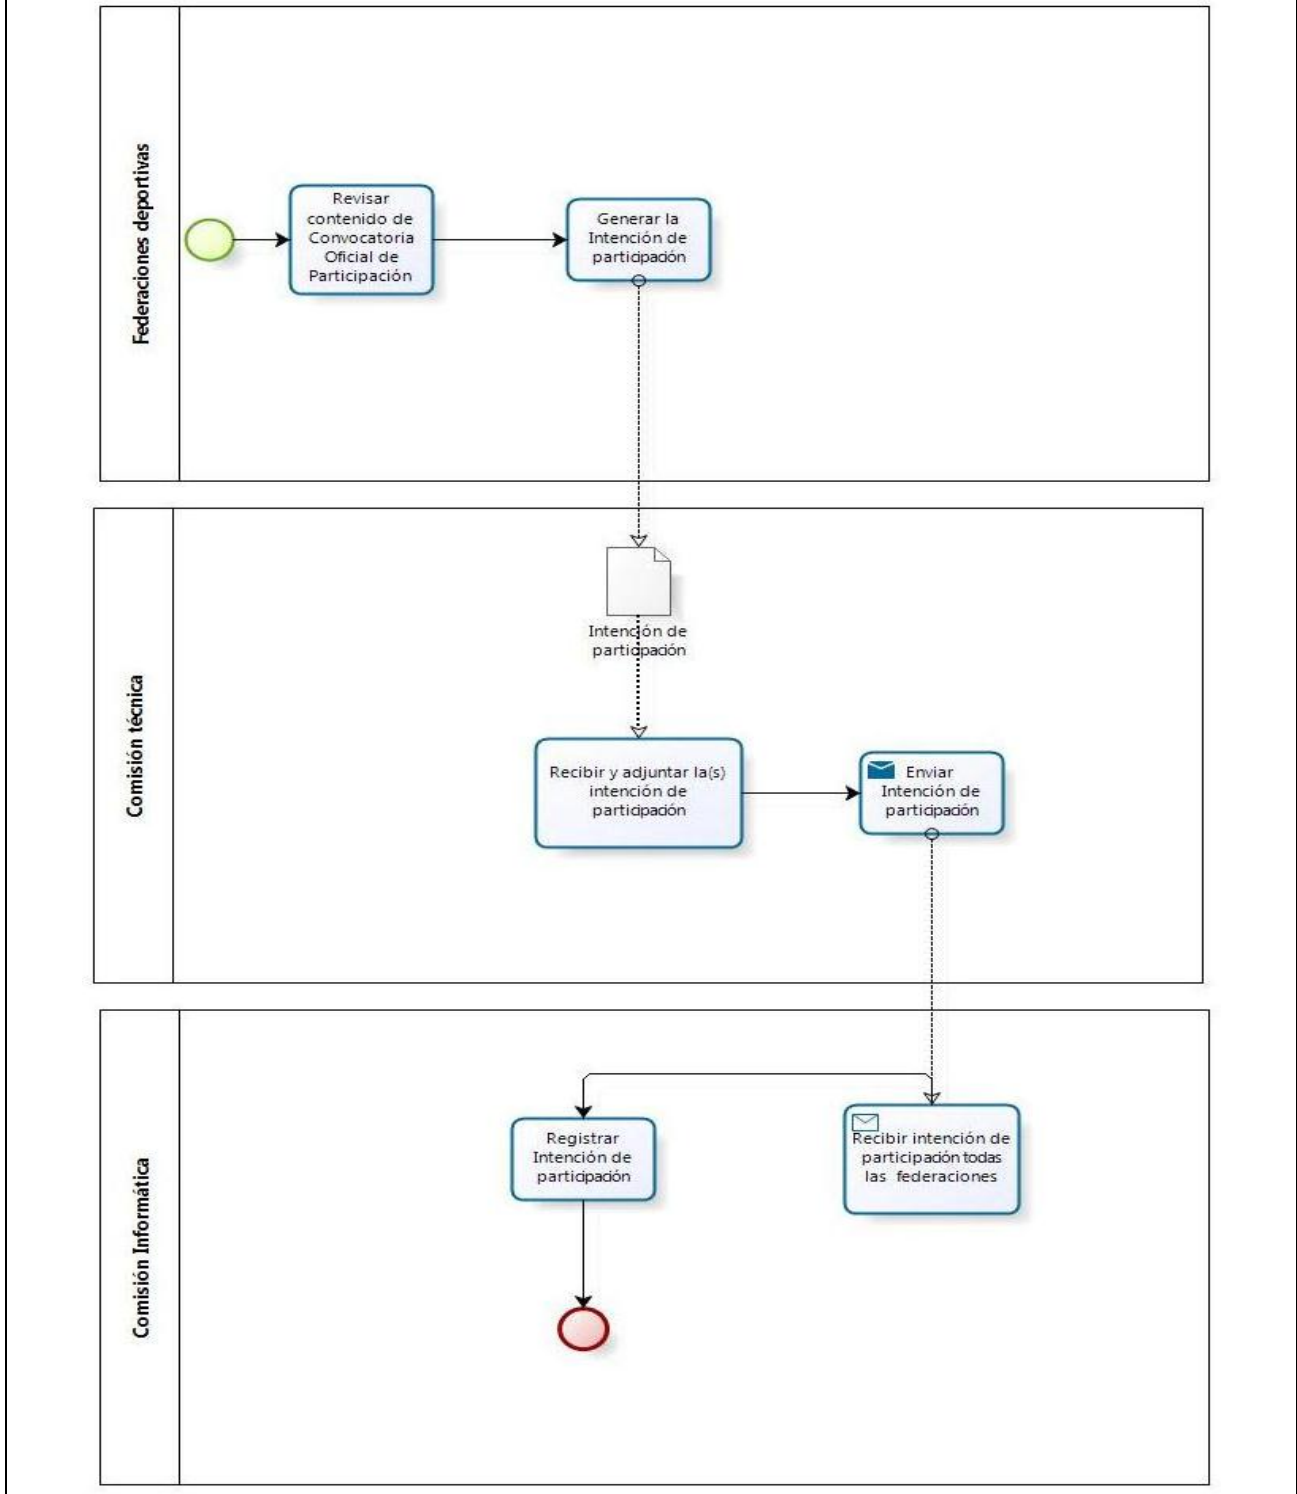 Federaciones deportivas
Revisar
contenido de
Convocatoria
Oficial de
Participación
Generar la
Intención de
participación
Comisión técnica
Intención de
participación
Recibir y adjuntar la(s)
intención de
participación
Enviar
Intención de
participación
Comisión Informática
Registrar
Intención de
participación
Recibir intención de
participación todas
las federaciones